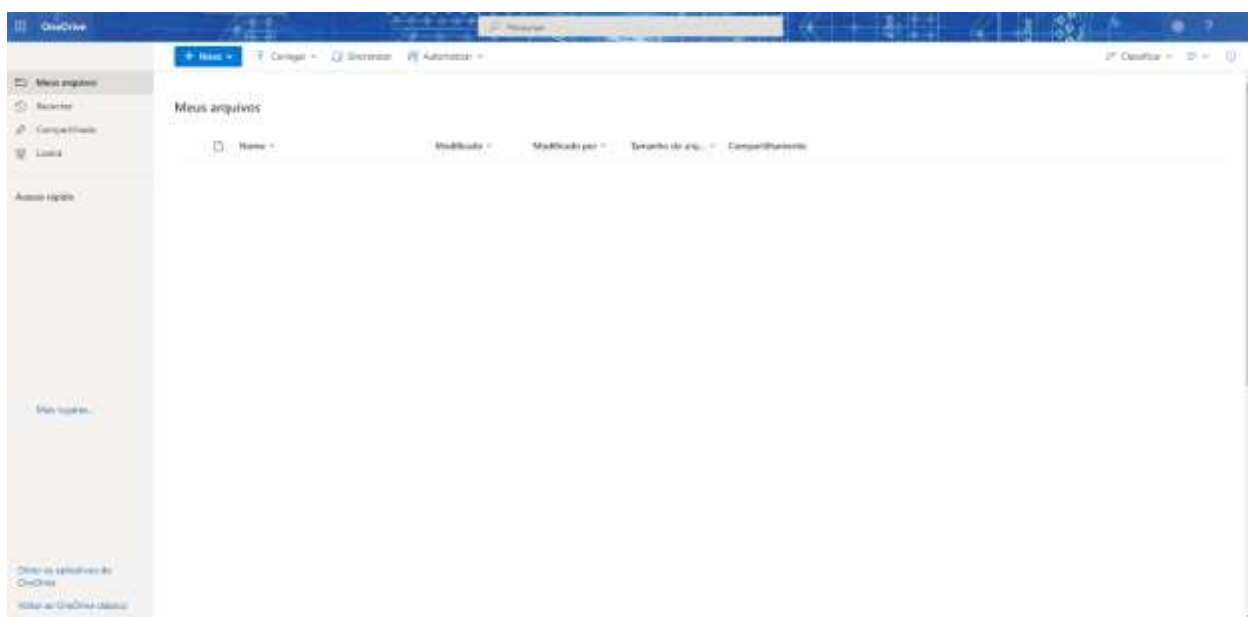 OneDrive
Pesquisar
+ Novo
Carregar
Sincronizar
Automatizar
Classificar
Meus arquivos
Recentes
Compartilhado
Lixeira
Acesso rápido
Mais lugares...
Obter os aplicativos do
OneDrive
Voltar ao OneDrive clássico
Meus arquivos
Nome
Modificado
Modificado por
Tamanho do arq...
Compartilhamento